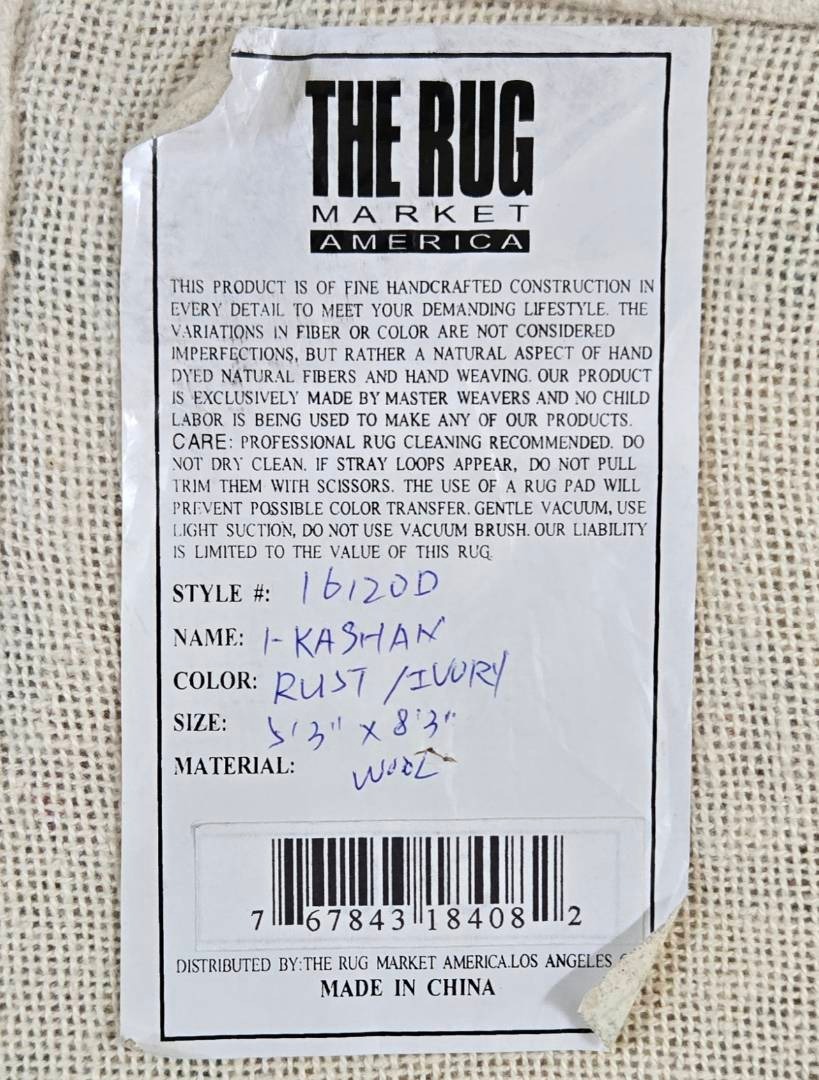 THE RUG
MARKET
AMERICA
THIS PRODUCT IS OF FINE HANDCRAFTED CONSTRUCTION IN
EVERY DETAIL TO MEET YOUR DEMANDING LIFESTYLE. THE
VARIATIONS IN FIBER OR COLOR ARE NOT CONSIDERED
IMPERFECTIONS, BUT RATHER A NATURAL ASPECT OF HAND
DYED NATURAL FIBERS AND HAND WEAVING. OUR PRODUCT
IS EXCLUSIVELY MADE BY MASTER WEAVERS AND NO CHILD
LABOR IS BEING USED TO MAKE ANY OF OUR PRODUCTS.
CARE: PROFESSIONAL RUG CLEANING RECOMMENDED. DO
NOT DRY CLEAN. IF STRAY LOOPS APPEAR, DO NOT PULL
TRIM THEM WITH SCISSORS. THE USE OF A RUG PAD WILL
PREVENT POSSIBLE COLOR TRANSFER. GENTLE VACUUM, USE
LIGHT SUCTION, DO NOT USE VACUUM BRUSH. OUR LIABILITY
IS LIMITED TO THE VALUE OF THIS RUG.
STYLE #: 16120D
NAME: I-KASHAN
COLOR: RUST/IVORY
SIZE: 5'3" x 8'3"
MATERIAL: WOOL
7 67843 18408 2
DISTRIBUTED BY:THE RUG MARKET AMERICA.LOS ANGELES
MADE IN CHINA